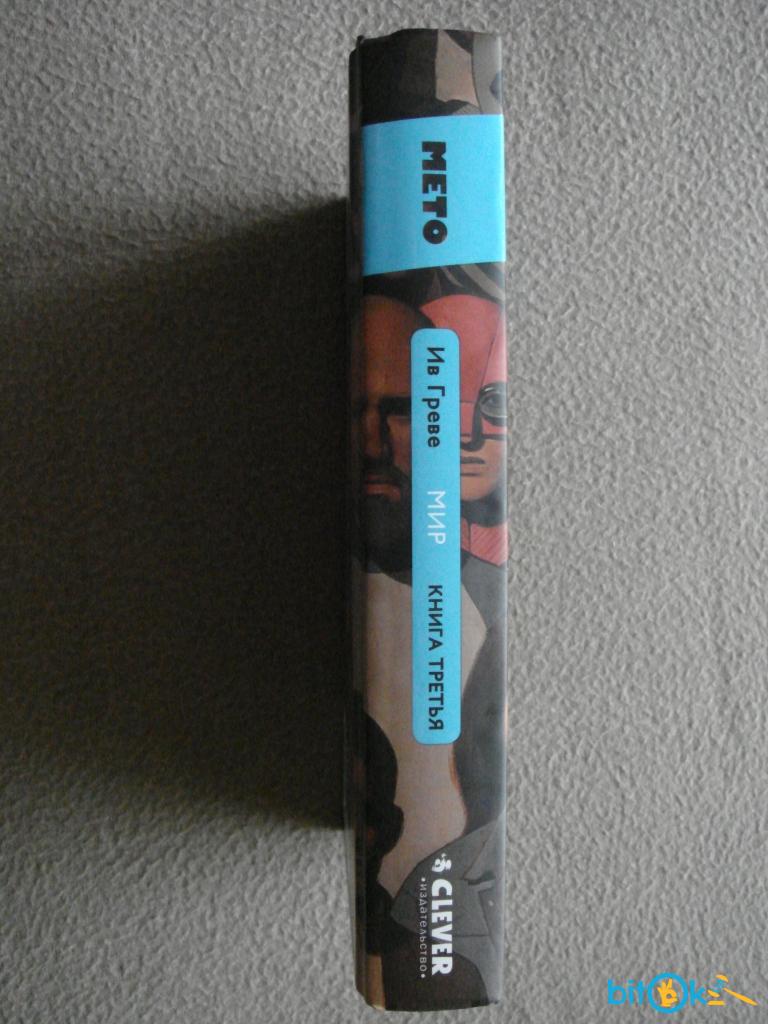 МЕТО
Ив Греве МИР КНИГА ТРЕТЬЯ
CLEVER
•издательство•
bitOk